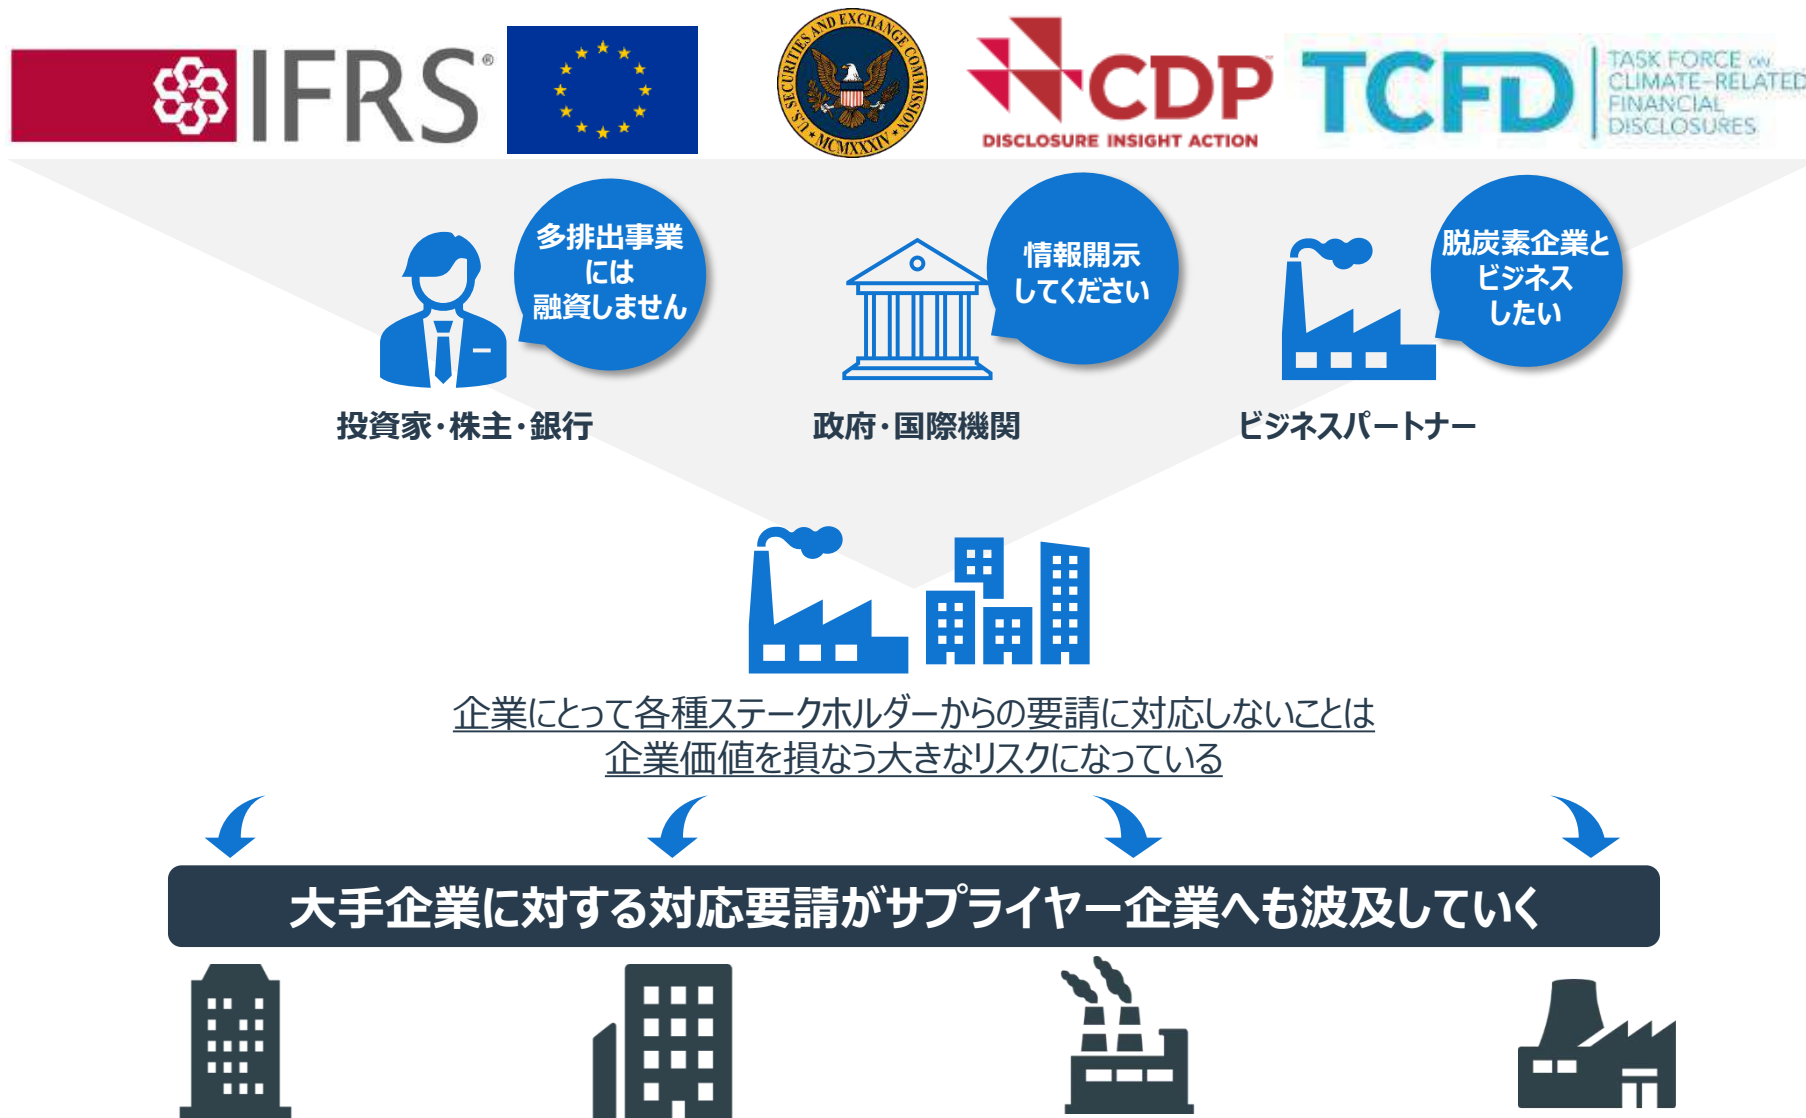 IFRS®
U.S. SECURITIES AND EXCHANGE COMMISSION
MCMXXXIV
CDP
DISCLOSURE INSIGHT ACTION
TCFD
TASK FORCE ON
CLIMATE-RELATED
FINANCIAL
DISCLOSURES
多排出事業
には
融資しません
情報開示
してください
脱炭素企業と
ビジネス
したい
投資家・株主・銀行
政府・国際機関
ビジネスパートナー
企業にとって各種ステークホルダーからの要請に対応しないことは
企業価値を損なう大きなリスクになっている
大手企業に対する対応要請がサプライヤー企業へも波及していく